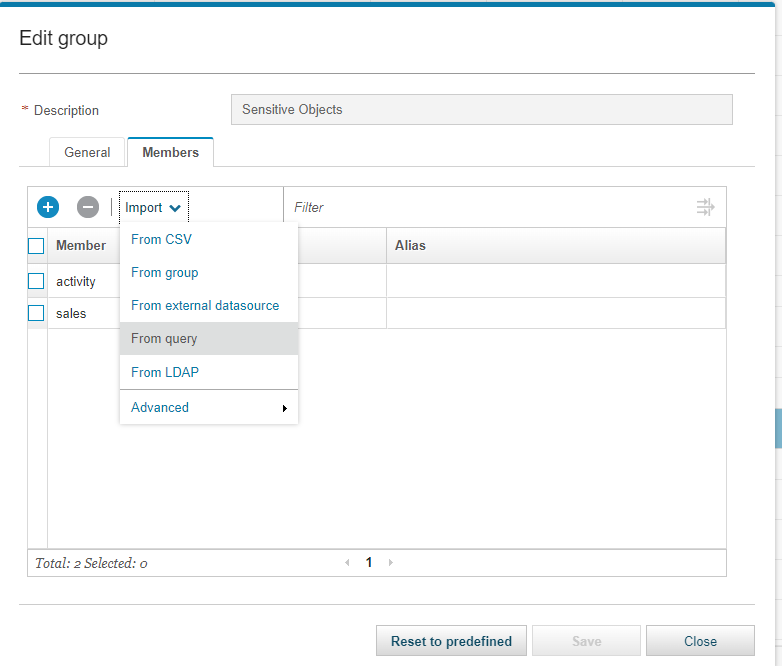 Edit group
* Description
Sensitive Objects
General
Members
Import
Filter
Member
Alias
activity
sales
From CSV
From group
From external datasource
From query
From LDAP
Advanced
Total: 2 Selected: 0
1
Reset to predefined
Save
Close